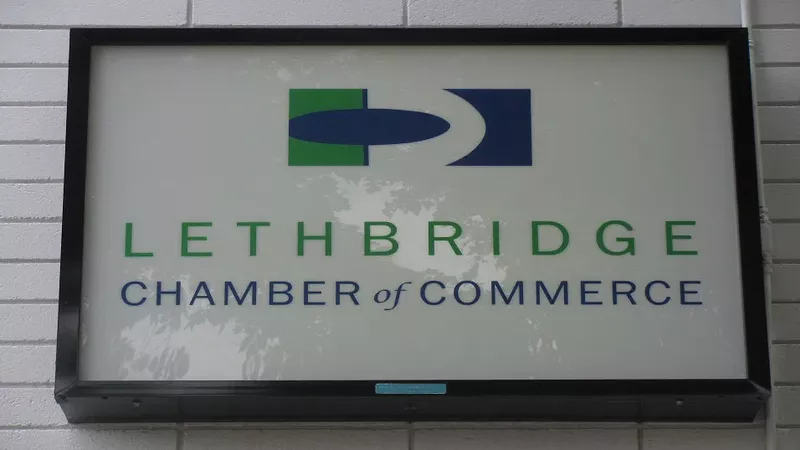 LETHBRIDGE
CHAMBER of COMMERCE